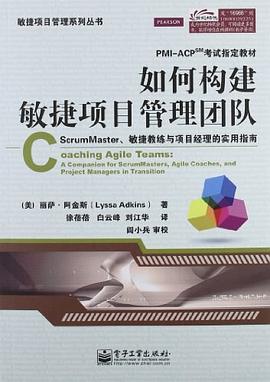 敏捷项目管理系列丛书
PEARSON
PMI-ACP℠考试指定教材
如何构建
敏捷项目管理团队
ScrumMaster、敏捷教练与项目经理的实用指南
Coaching Agile Teams:
A Companion for ScrumMasters, Agile Coaches, and
Project Managers in Transition
(美) 丽萨·阿金斯 (Lyssa Adkins) 著
徐蓓蓓 白云峰 刘江华 译
阎小兵 审校
电子工业出版社